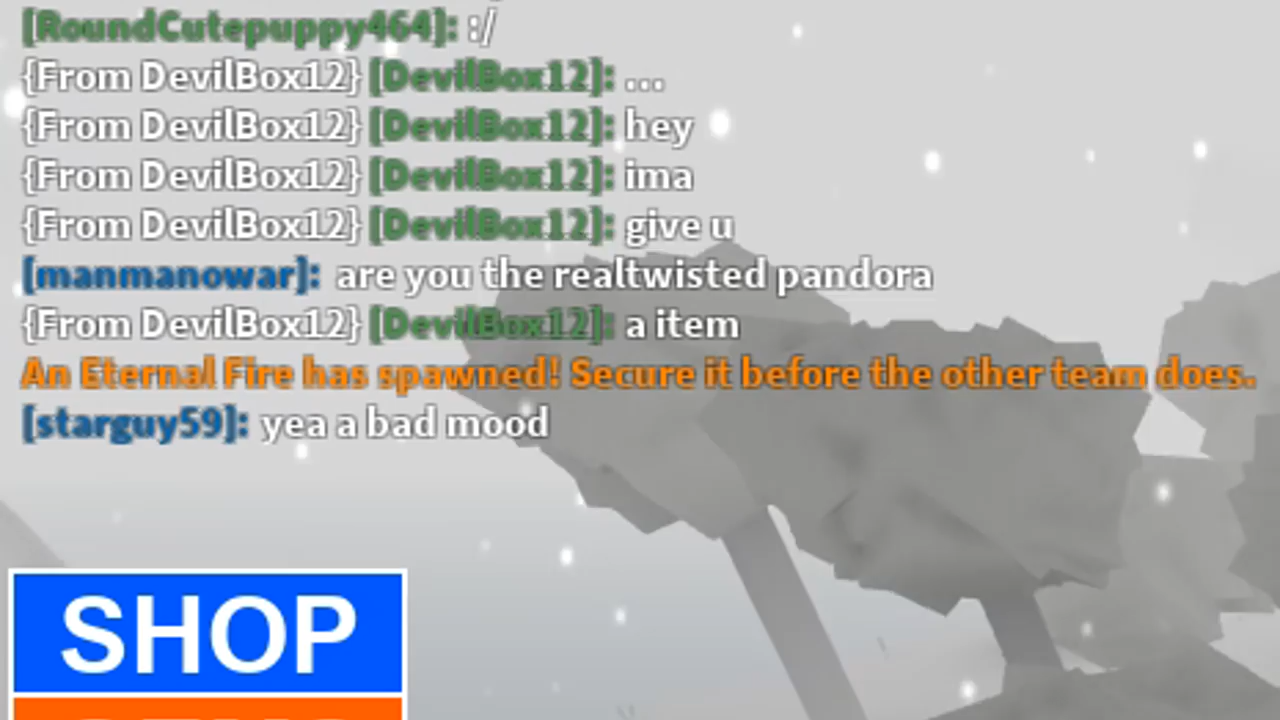 [RoundCutepuppy464]: :/
{From DevilBox12} [DevilBox12]: ...
{From DevilBox12} [DevilBox12]: hey
{From DevilBox12} [DevilBox12]: ima
{From DevilBox12} [DevilBox12]: give u
[manmanowar]: are you the realtwisted pandora
{From DevilBox12} [DevilBox12]: a item
An Eternal Fire has spawned! Secure it before the other team does.
[starguy59]: yea a bad mood
SHOP